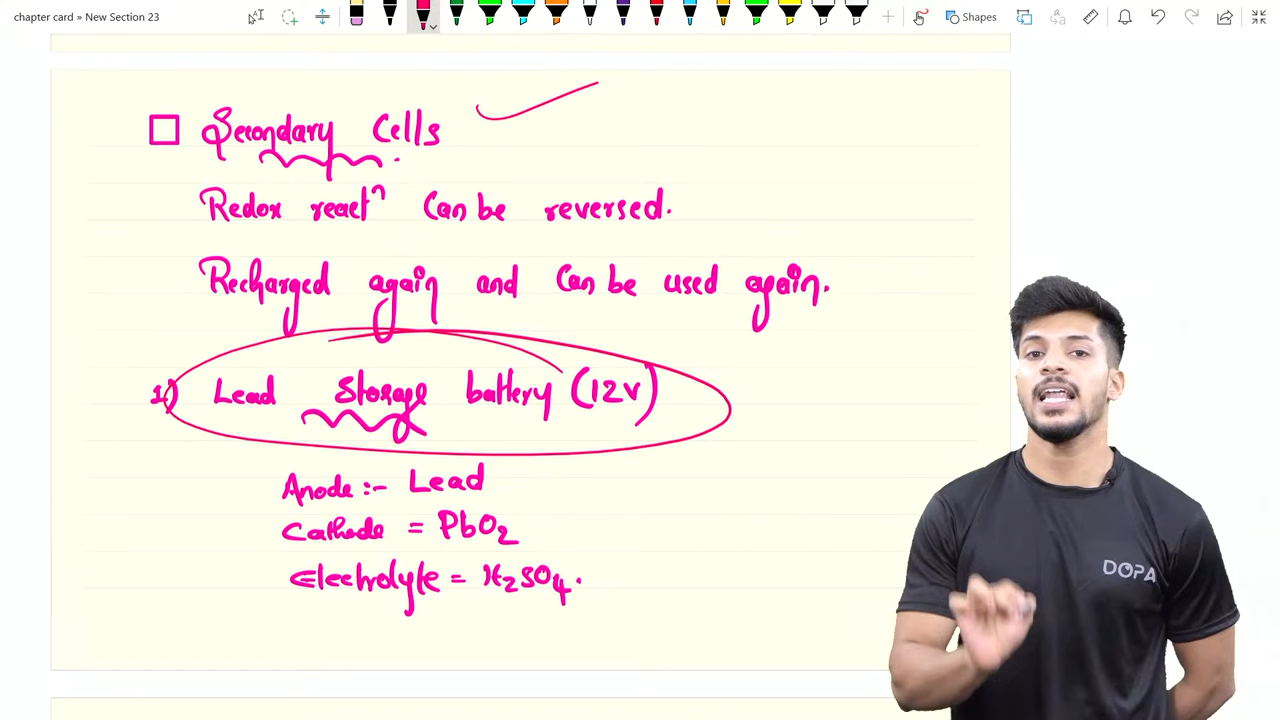 chapter card » New Section 23
Shapes
Secondary Cells
Redox reactⁿ Can be reversed.
Recharged again and Can be used again.
1) Lead Storage battery (12V)
Anode :- Lead
Cathode = PbO₂
Electrolyte = H₂SO₄.
DOPA